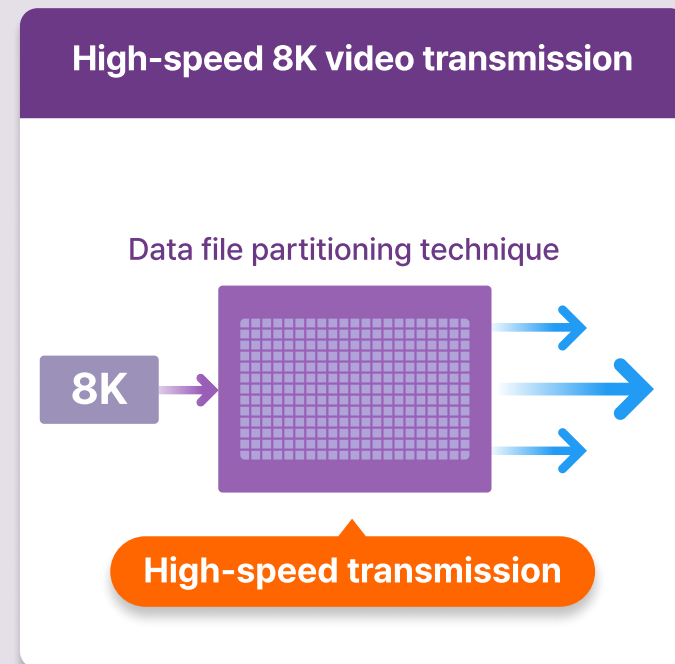 High-speed 8K video transmission
Data file partitioning technique
8K
High-speed transmission